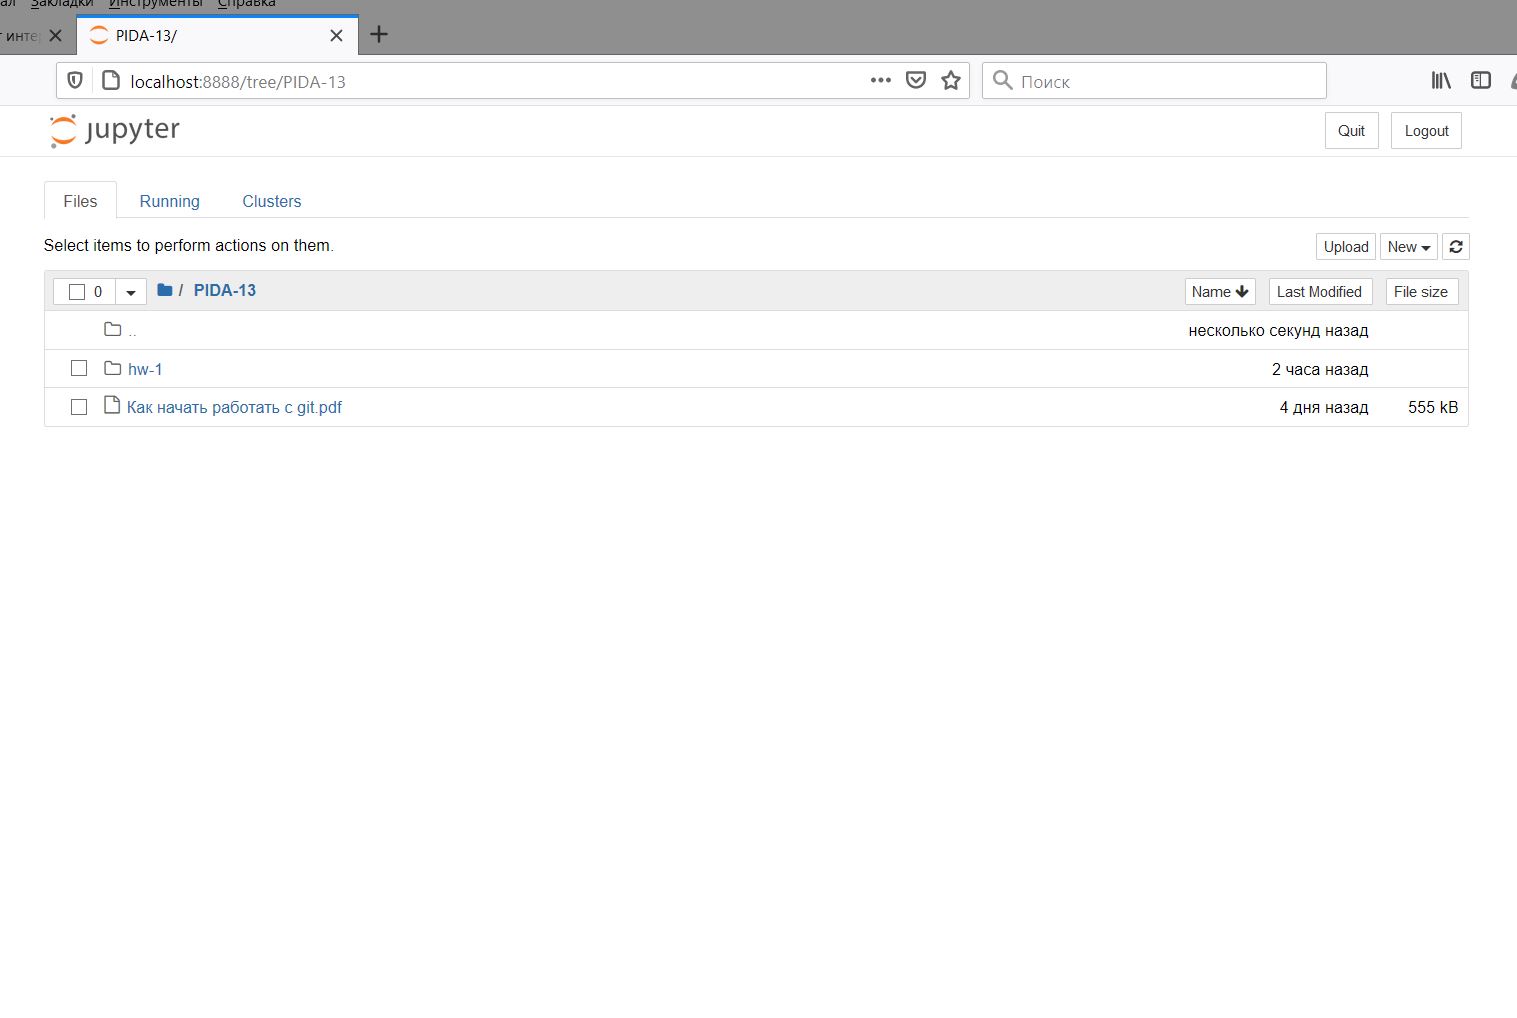 Закладки Инструменты Справка
PIDA-13/
localhost:8888/tree/PIDA-13
Поиск
jupyter
Quit Logout
Files Running Clusters
Select items to perform actions on them.
Upload New
0 / PIDA-13 Name Last Modified File size
.. несколько секунд назад
hw-1 2 часа назад
Как начать работать с git.pdf 4 дня назад 555 kB